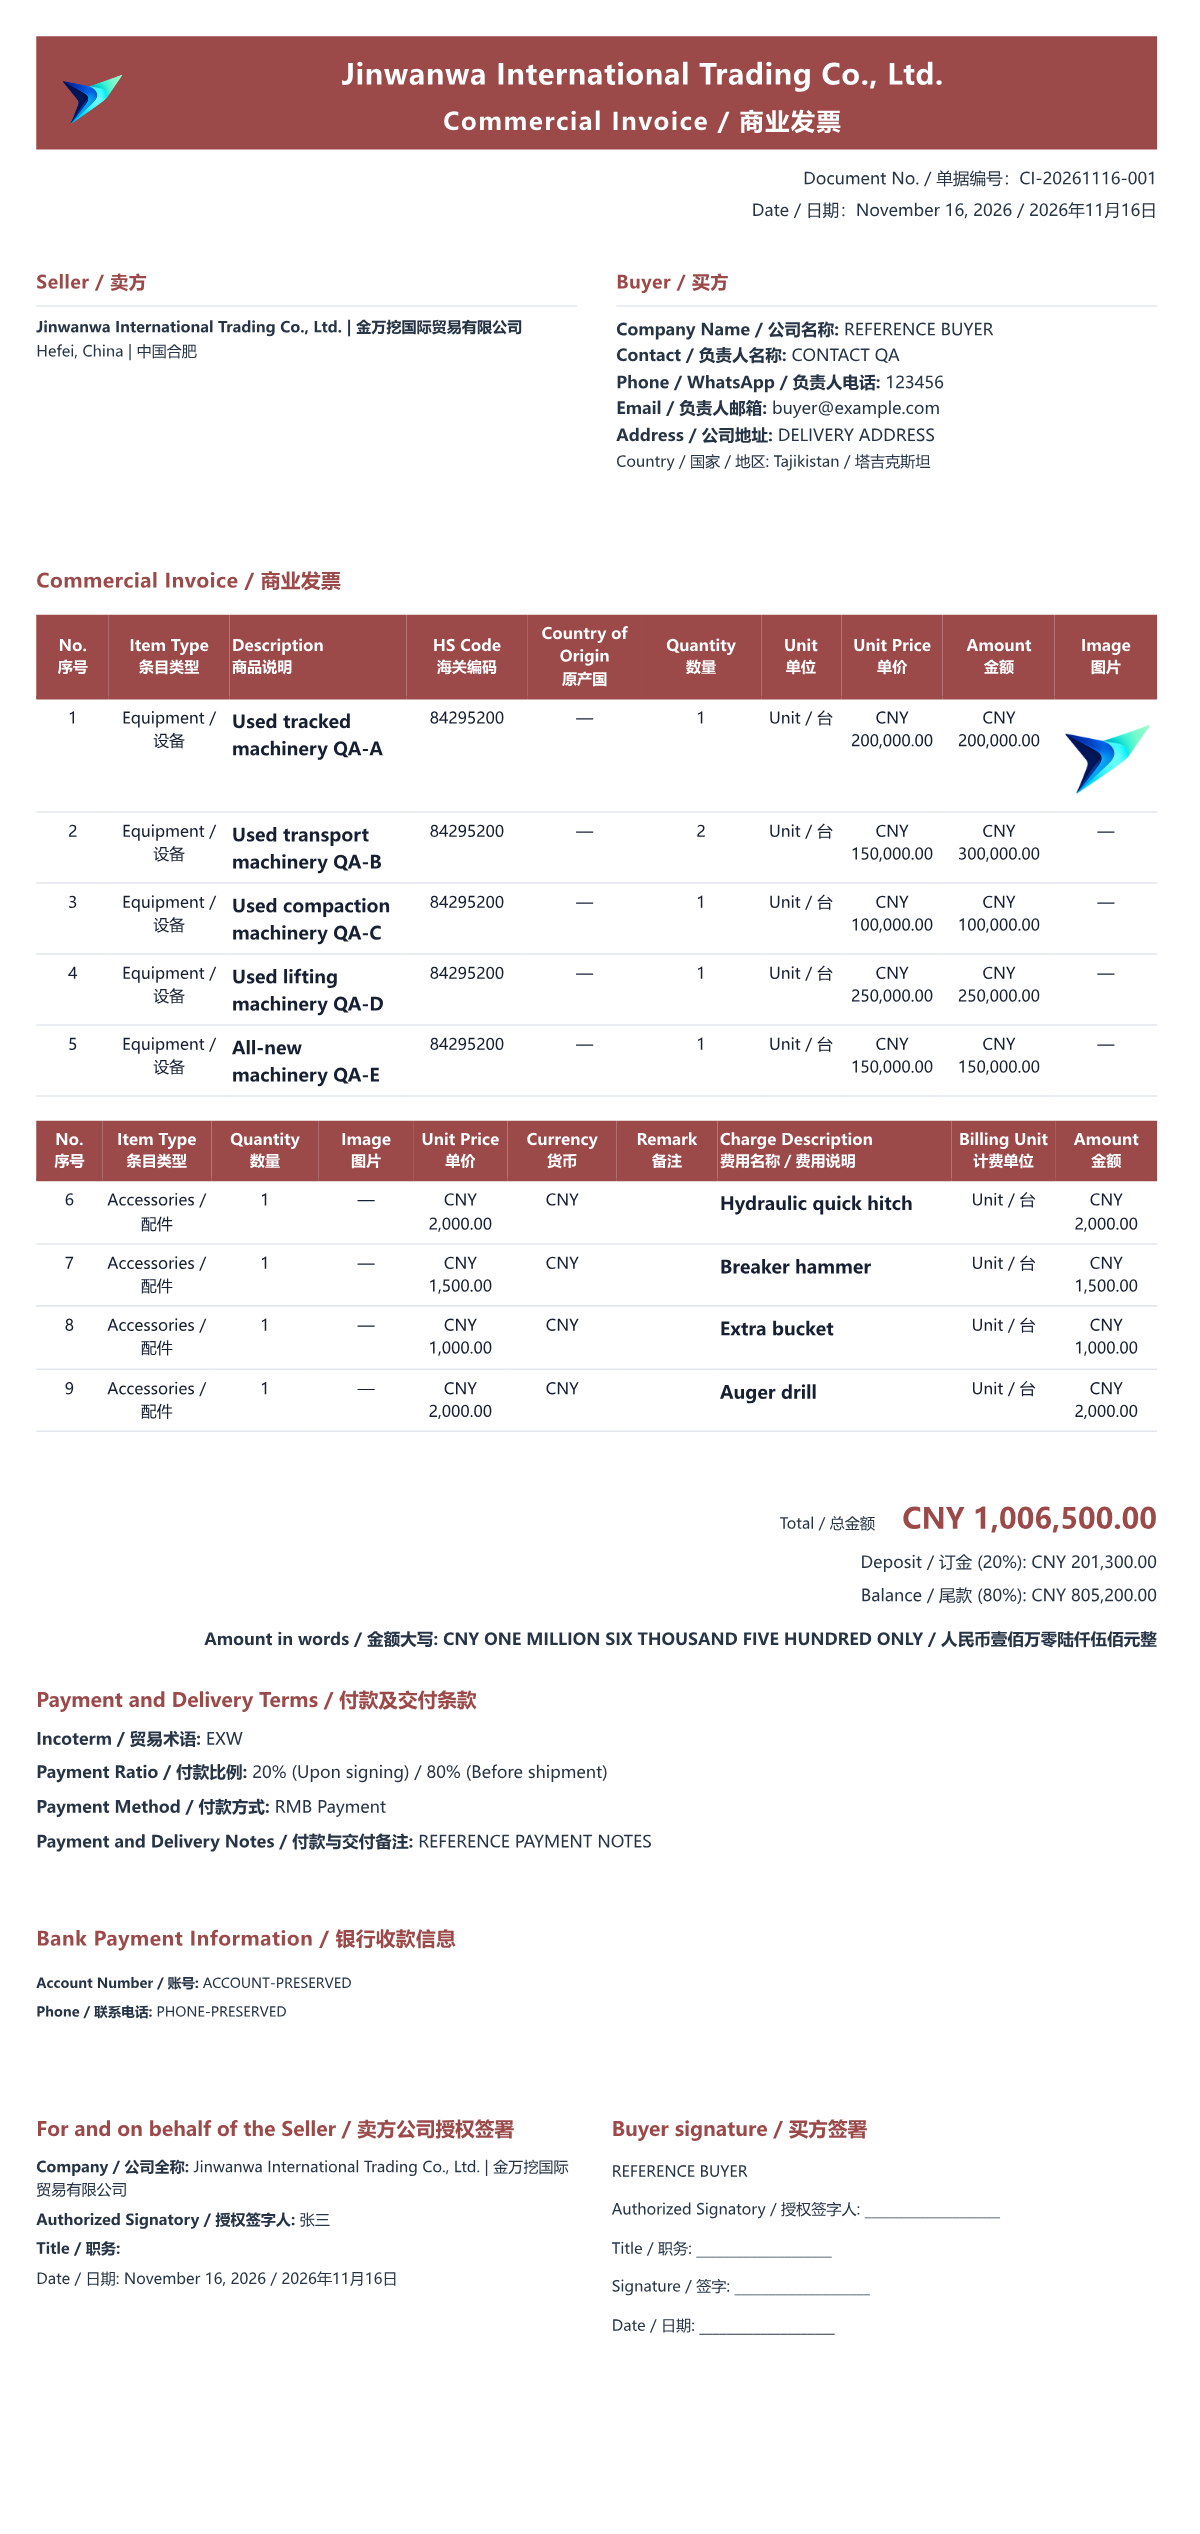 Jinwanwa International Trading Co., Ltd.
Commercial Invoice / 商业发票
Document No. / 单据编号: CI-20261116-001
Date / 日期: November 16, 2026 / 2026年11月16日
Seller / 卖方
Jinwanwa International Trading Co., Ltd. | 金万挖国际贸易有限公司
Hefei, China | 中国合肥
Buyer / 买方
Company Name / 公司名称: REFERENCE BUYER
Contact / 负责人名称: CONTACT QA
Phone / WhatsApp / 负责人电话: 123456
Email / 负责人邮箱: buyer@example.com
Address / 公司地址: DELIVERY ADDRESS
Country / 国家 / 地区: Tajikistan / 塔吉克斯坦
Commercial Invoice / 商业发票
No. Item Type Description HS Code Country of Origin Quantity Unit Unit Price Amount Image
序号 条目类型 商品说明 海关编码 原产国 数量 单位 单价 金额 图片
1 Equipment / Used tracked 84295200 — 1 Unit / 台 CNY CNY
设备 machinery QA-A 200,000.00 200,000.00
2 Equipment / Used transport 84295200 — 2 Unit / 台 CNY CNY —
设备 machinery QA-B 150,000.00 300,000.00
3 Equipment / Used compaction 84295200 — 1 Unit / 台 CNY CNY —
设备 machinery QA-C 100,000.00 100,000.00
4 Equipment / Used lifting 84295200 — 1 Unit / 台 CNY CNY —
设备 machinery QA-D 250,000.00 250,000.00
5 Equipment / All-new 84295200 — 1 Unit / 台 CNY CNY —
设备 machinery QA-E 150,000.00 150,000.00
No. Item Type Quantity Image Unit Price Currency Remark Charge Description Billing Unit Amount
序号 条目类型 数量 图片 单价 货币 备注 费用名称 / 费用说明 计费单位 金额
6 Accessories / 1 — CNY CNY Hydraulic quick hitch Unit / 台 CNY
配件 2,000.00 2,000.00
7 Accessories / 1 — CNY CNY Breaker hammer Unit / 台 CNY
配件 1,500.00 1,500.00
8 Accessories / 1 — CNY CNY Extra bucket Unit / 台 CNY
配件 1,000.00 1,000.00
9 Accessories / 1 — CNY CNY Auger drill Unit / 台 CNY
配件 2,000.00 2,000.00
Total / 总金额 CNY 1,006,500.00
Deposit / 订金 (20%): CNY 201,300.00
Balance / 尾款 (80%): CNY 805,200.00
Amount in words / 金额大写: CNY ONE MILLION SIX THOUSAND FIVE HUNDRED ONLY / 人民币壹佰万零陆仟伍佰元整
Payment and Delivery Terms / 付款及交付条款
Incoterm / 贸易术语: EXW
Payment Ratio / 付款比例: 20% (Upon signing) / 80% (Before shipment)
Payment Method / 付款方式: RMB Payment
Payment and Delivery Notes / 付款与交付备注: REFERENCE PAYMENT NOTES
Bank Payment Information / 银行收款信息
Account Number / 账号: ACCOUNT-PRESERVED
Phone / 联系电话: PHONE-PRESERVED
For and on behalf of the Seller / 卖方公司授权签署
Company / 公司全称: Jinwanwa International Trading Co., Ltd. | 金万挖国际
贸易有限公司
Authorized Signatory / 授权签字人: 张三
Title / 职务:
Date / 日期: November 16, 2026 / 2026年11月16日
Buyer signature / 买方签署
REFERENCE BUYER
Authorized Signatory / 授权签字人: ________________
Title / 职务: ________________
Signature / 签字: ________________
Date / 日期: ________________